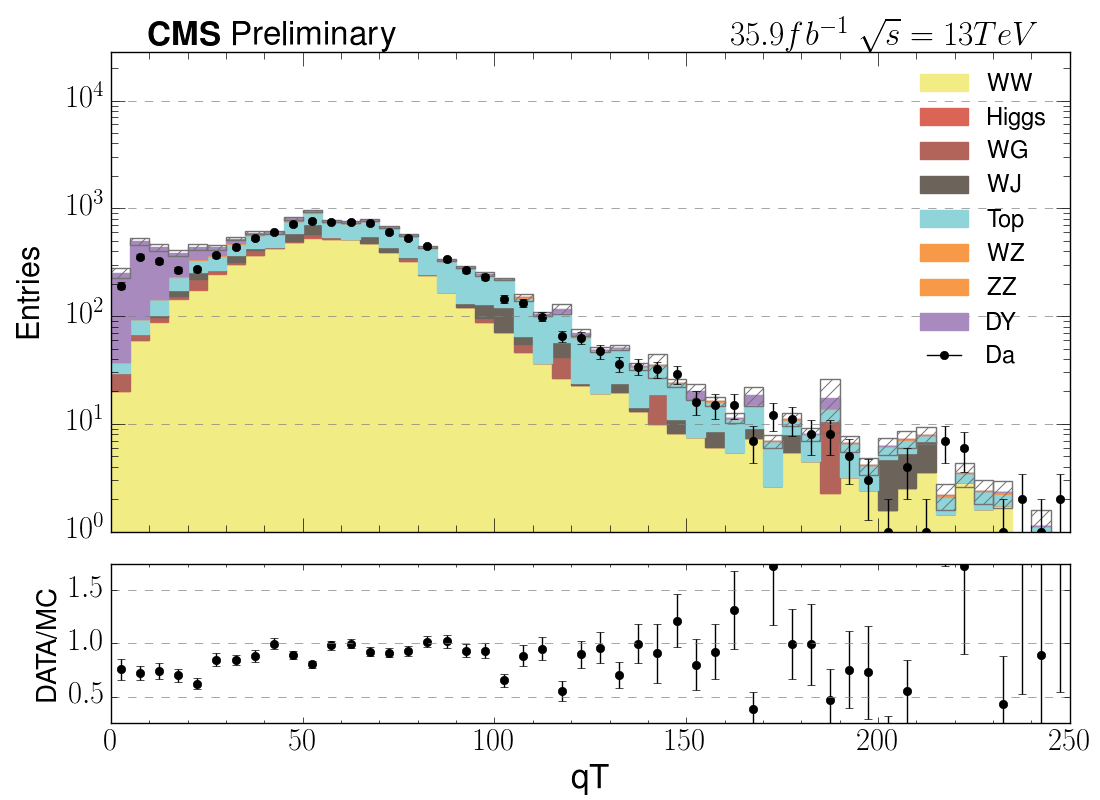 CMS Preliminary 35.9fb⁻¹ √s = 13TeV
Entries
10⁴
10³
10²
10¹
10⁰
WW
Higgs
WG
WJ
Top
WZ
ZZ
DY
Da
DATA/MC
1.5
1.0
0.5
0 50 100 150 200 250
qT